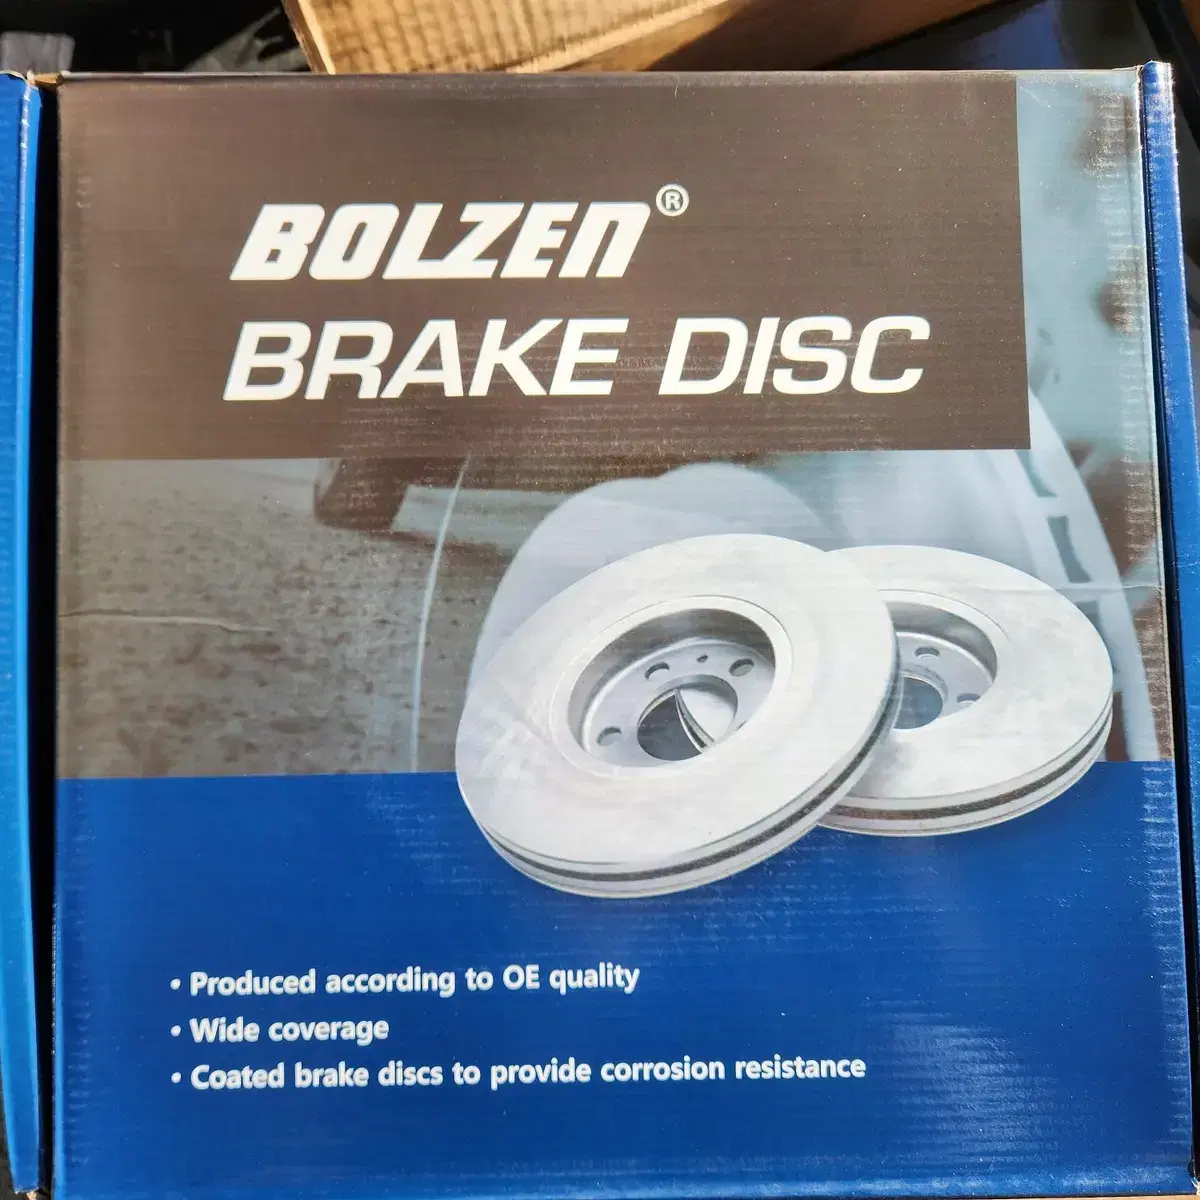 BOLZEN®
BRAKE DISC
• Produced according to OE quality
• Wide coverage
• Coated brake discs to provide corrosion resistance